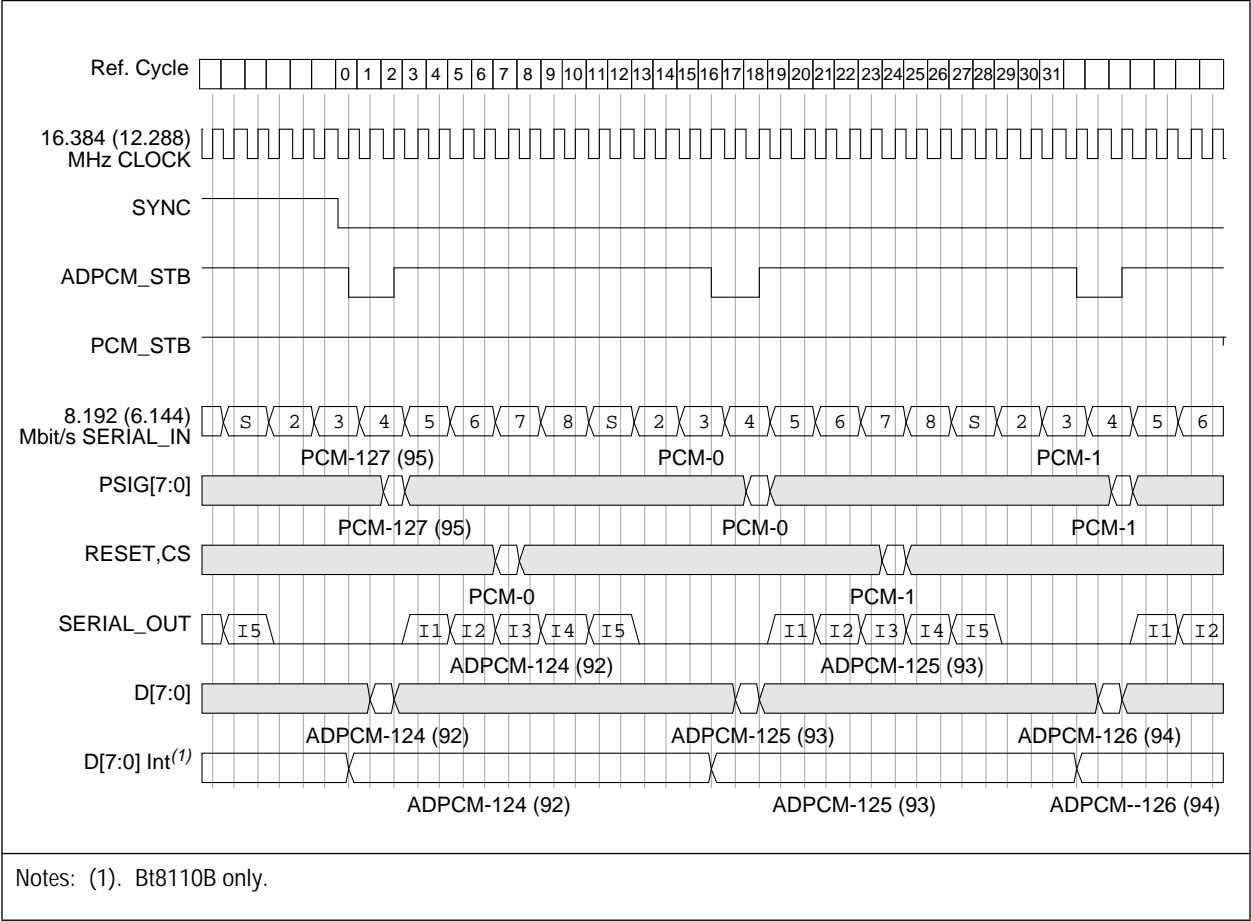 Ref. Cycle 0 1 2 3 4 5 6 7 8 9 10 11 12 13 14 15 16 17 18 19 20 21 22 23 24 25 26 27 28 29 30 31
16.384 (12.288)
MHz CLOCK
SYNC
ADPCM_STB
PCM_STB
8.192 (6.144)
Mbit/s SERIAL_IN
S 2 3 4 5 6 7 8 S 2 3 4 5 6 7 8 S 2 3 4 5 6
PCM-127 (95) PCM-0 PCM-1
PSIG[7:0]
PCM-127 (95) PCM-0 PCM-1
RESET,CS
PCM-0 PCM-1
SERIAL_OUT I5 I1 I2 I3 I4 I5 I1 I2 I3 I4 I5 I1 I2
ADPCM-124 (92) ADPCM-125 (93)
D[7:0]
ADPCM-124 (92) ADPCM-125 (93) ADPCM-126 (94)
D[7:0] Int(1)
ADPCM-124 (92) ADPCM-125 (93) ADPCM--126 (94)
Notes: (1). Bt8110B only.